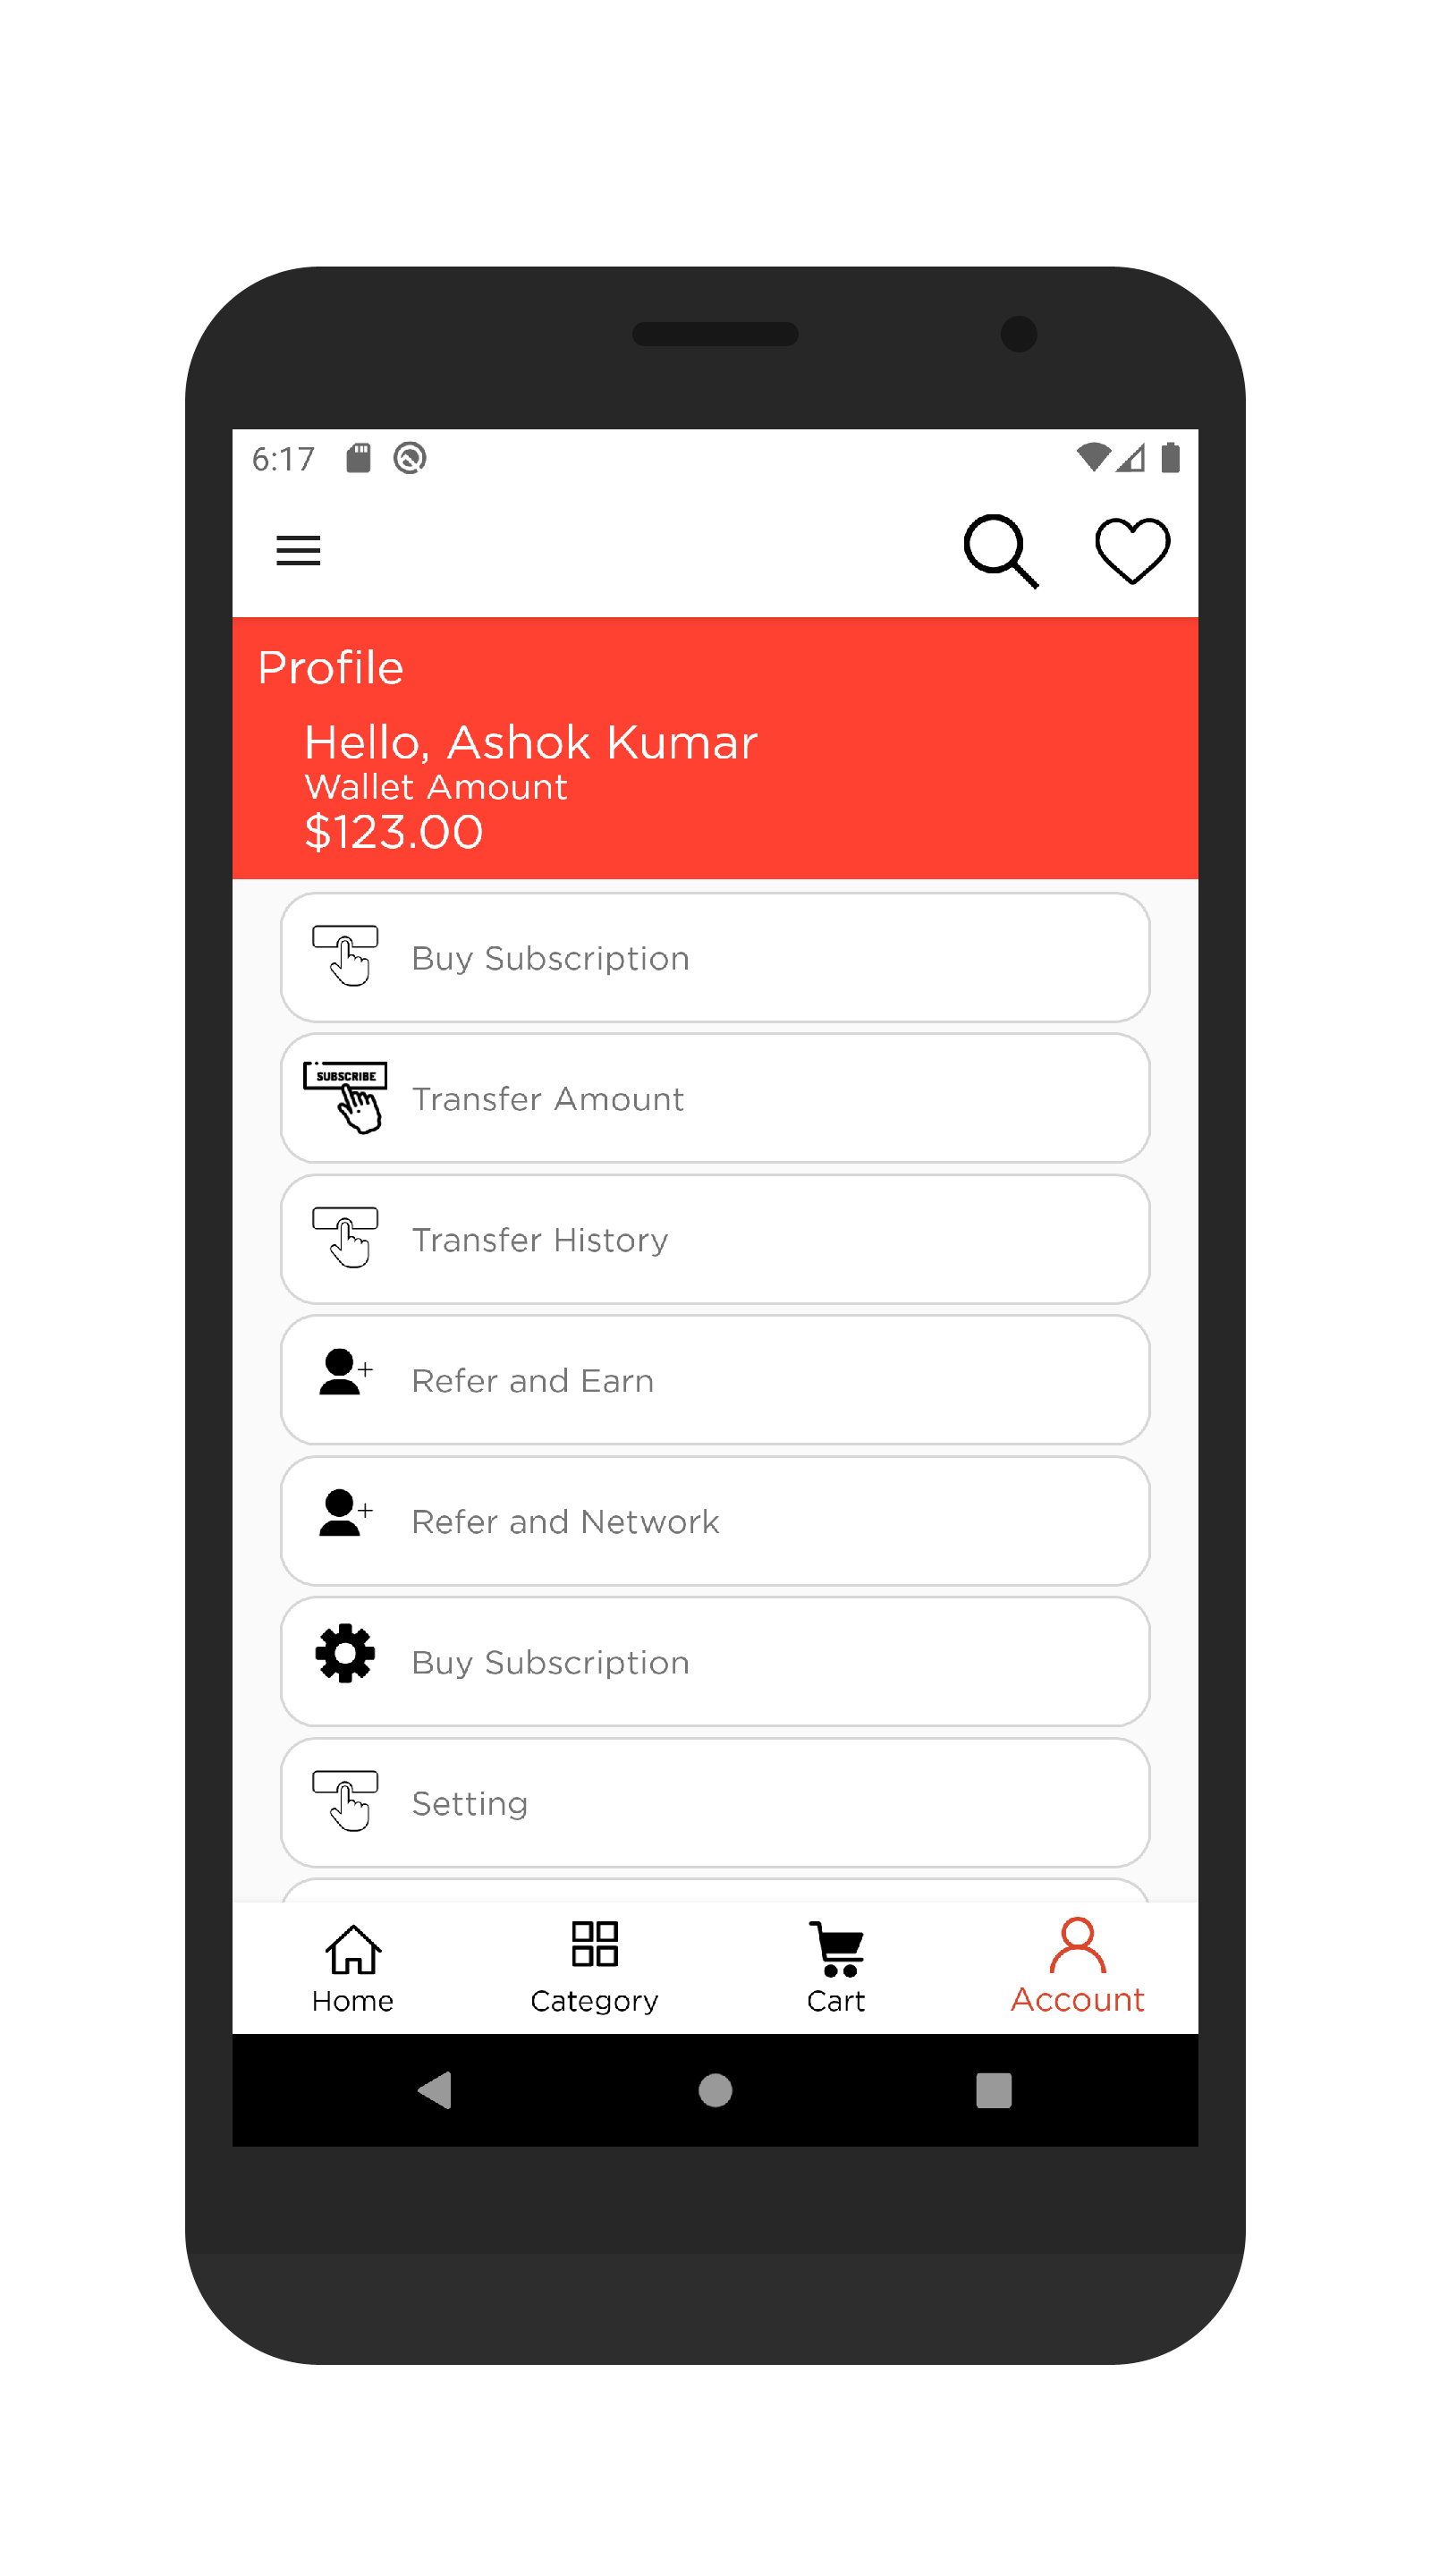 6:17
Profile
Hello, Ashok Kumar
Wallet Amount
$123.00
Buy Subscription
SUBSCRIBE
Transfer Amount
Transfer History
Refer and Earn
Refer and Network
Buy Subscription
Setting
Home
Category
Cart
Account